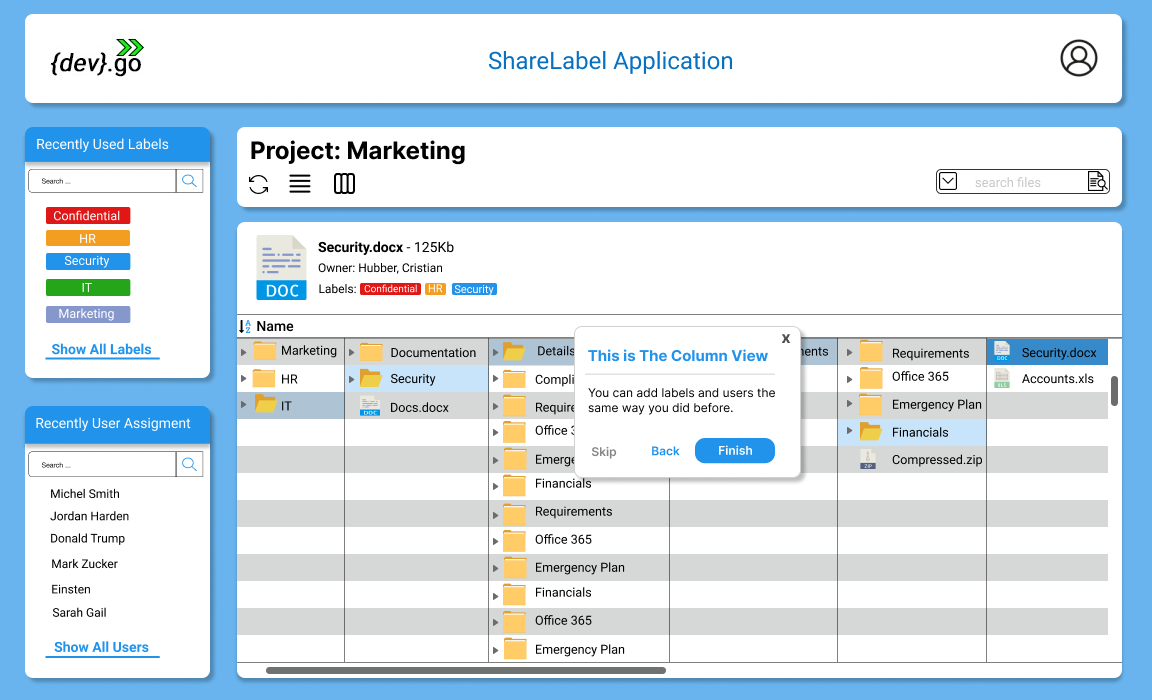 {dev}.go
ShareLabel Application
Recently Used Labels
Search ...
Confidential
HR
Security
IT
Marketing
Show All Labels
Recently User Assigment
Search ...
Michel Smith
Jordan Harden
Donald Trump
Mark Zucker
Einsten
Sarah Gail
Show All Users
Project: Marketing
search files
DOC
Security.docx - 125Kb
Owner: Hubber, Cristian
Labels: Confidential HR Security
A Z Name
Marketing
HR
IT
Documentation
Security
DOC Docs.docx
Details
Compli
Require
Office 3
Emerge
Financials
Requirements
Office 365
Emergency Plan
Financials
Office 365
Emergency Plan
ments
X
This is The Column View
You can add labels and users the
same way you did before.
Skip Back Finish
Requirements
Office 365
Emergency Plan
Financials
ZIP Compressed.zip
DOC Security.docx
XLS Accounts.xls